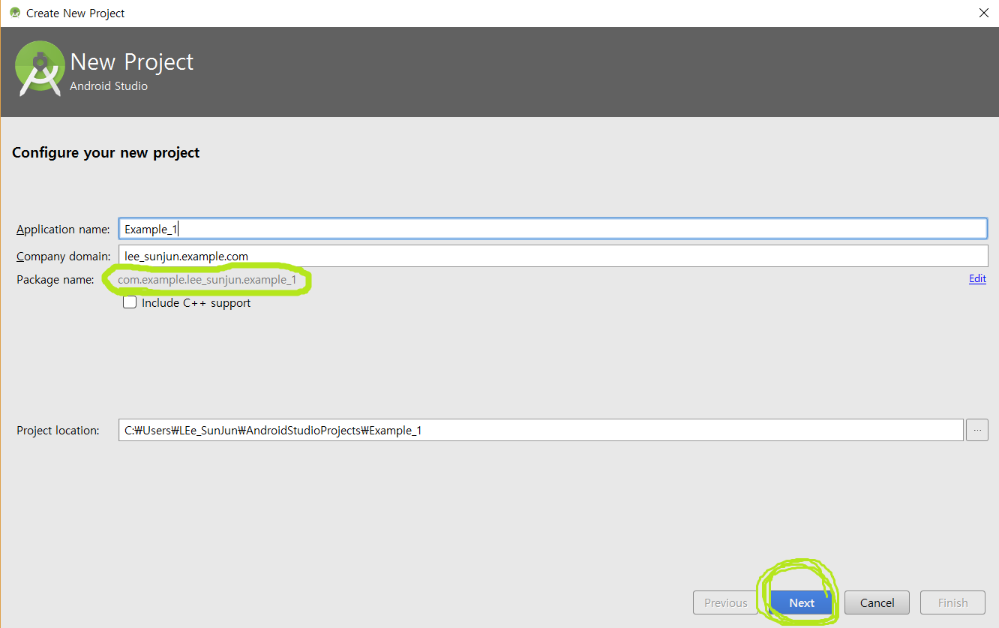 Create New Project
New Project
Android Studio
Configure your new project
Application name: Example_1
Company domain: lee_sunjun.example.com
Package name: com.example.lee_sunjun.example_1 Edit
Include C++ support
Project location: C:₩Users₩LEe_SunJun₩AndroidStudioProjects₩Example_1 ...
Previous Next Cancel Finish